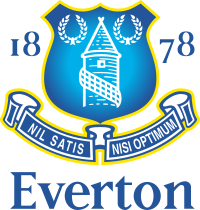 18 78
NIL SATIS NISI OPTIMUM
Everton